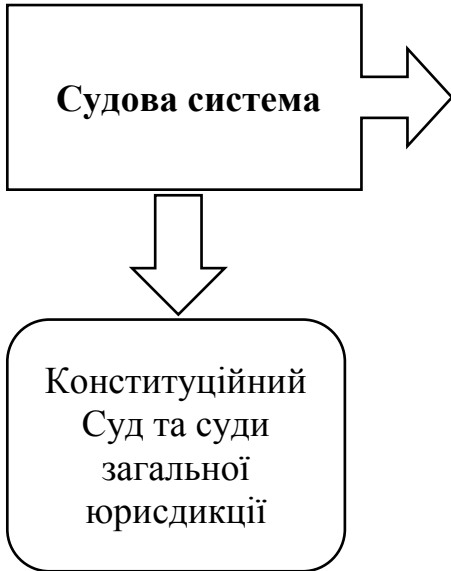 Судова система
Конституційний
Суд та суди
загальної
юрисдикції